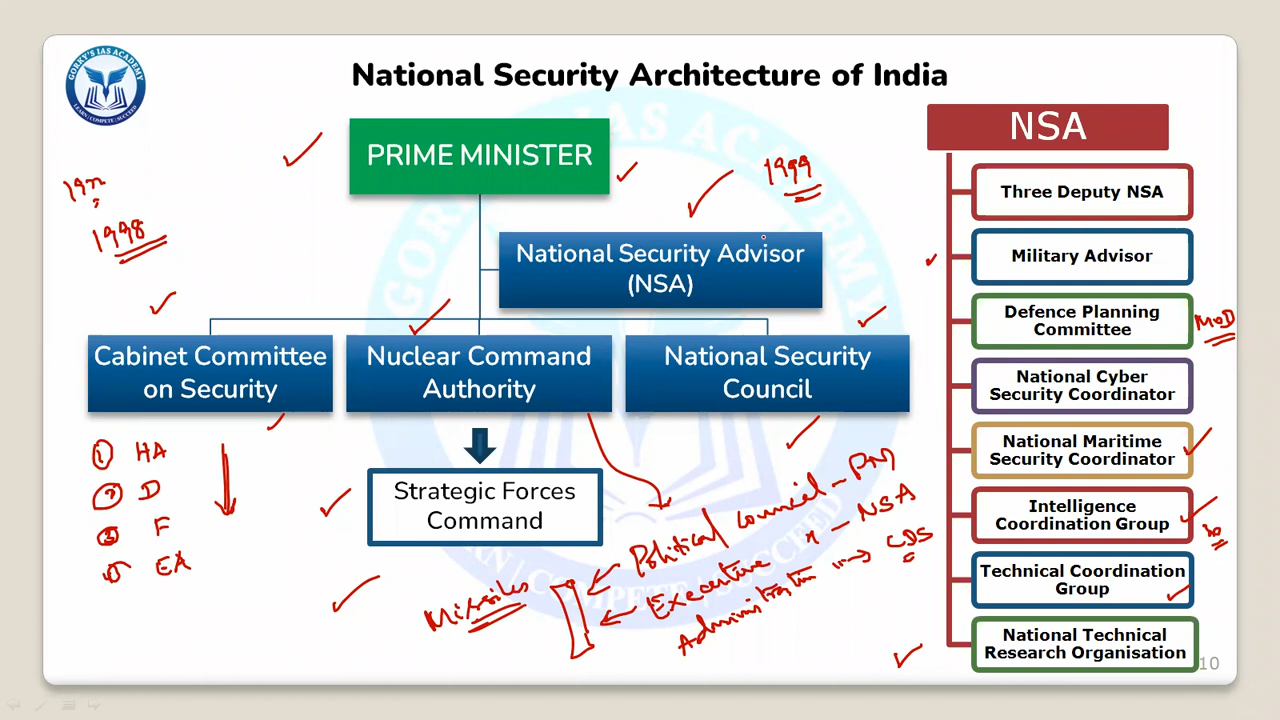 National Security Architecture of India
GORKY'S IAS ACADEMY
LEARN | COMPETE | SUCCEED
PRIME MINISTER
1999
1998
National Security Advisor
(NSA)
Cabinet Committee
on Security
Nuclear Command
Authority
National Security
Council
① HA
② D
③ F
EA
Strategic Forces
Command
Missiles
Political council - PM
Executive " - NSA
Administration → CDS
NSA
Three Deputy NSA
Military Advisor
Defence Planning
Committee
MoD
National Cyber
Security Coordinator
National Maritime
Security Coordinator
Intelligence
Coordination Group
Technical Coordination
Group
National Technical
Research Organisation
10